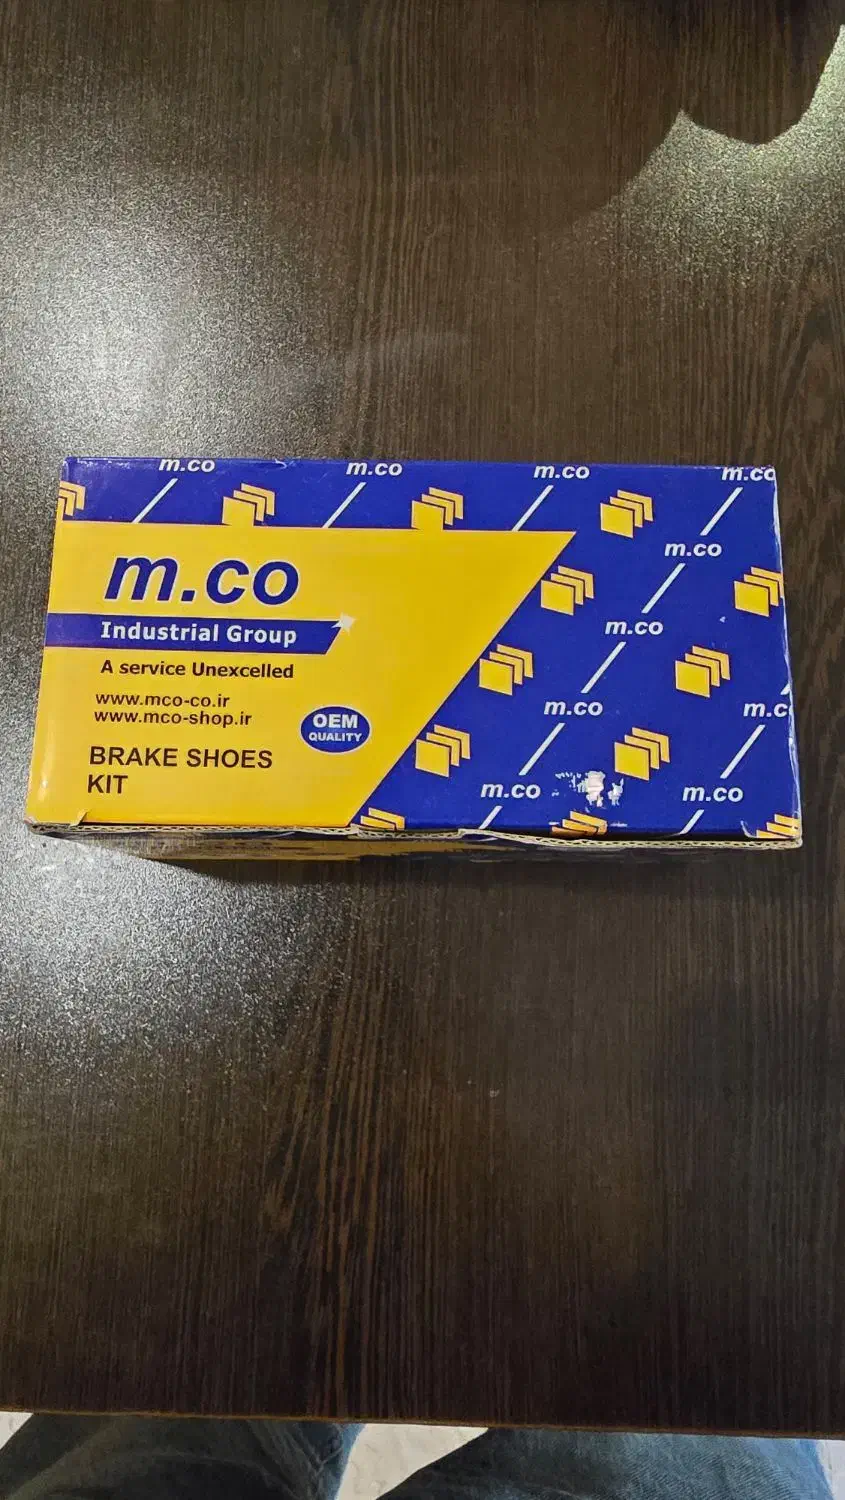 m.co m.co m.co m.co
m.co
m.co
m.co m.c
m.co m.co
m.co
Industrial Group
A service Unexcelled
www.mco-co.ir
www.mco-shop.ir
OEM
QUALITY
BRAKE SHOES
KIT